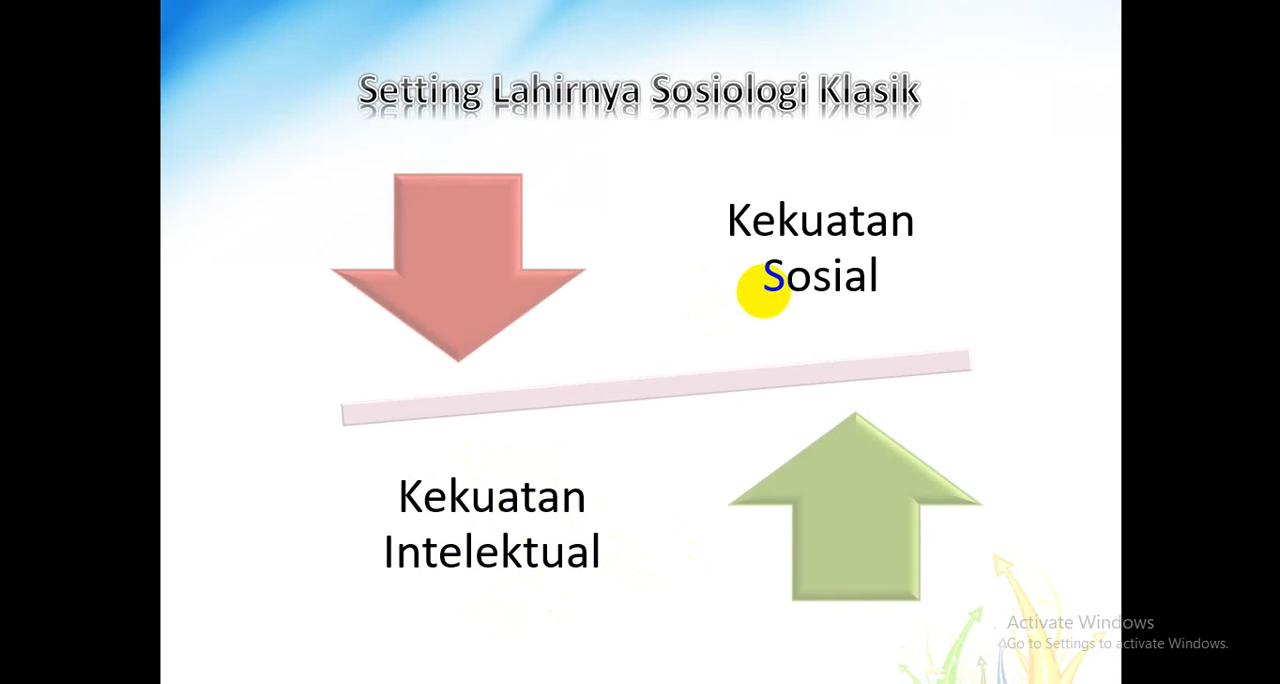 Setting Lahirnya Sosiologi Klasik
Kekuatan
Sosial
Kekuatan
Intelektual
Activate Windows
Go to Settings to activate Windows.